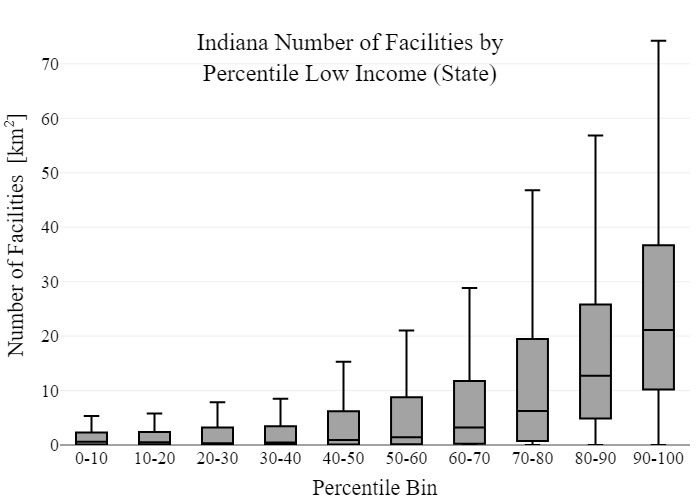 Indiana Number of Facilities by
Percentile Low Income (State)
Number of Facilities [km²]
70
60
50
40
30
20
10
0
0-10 10-20 20-30 30-40 40-50 50-60 60-70 70-80 80-90 90-100
Percentile Bin